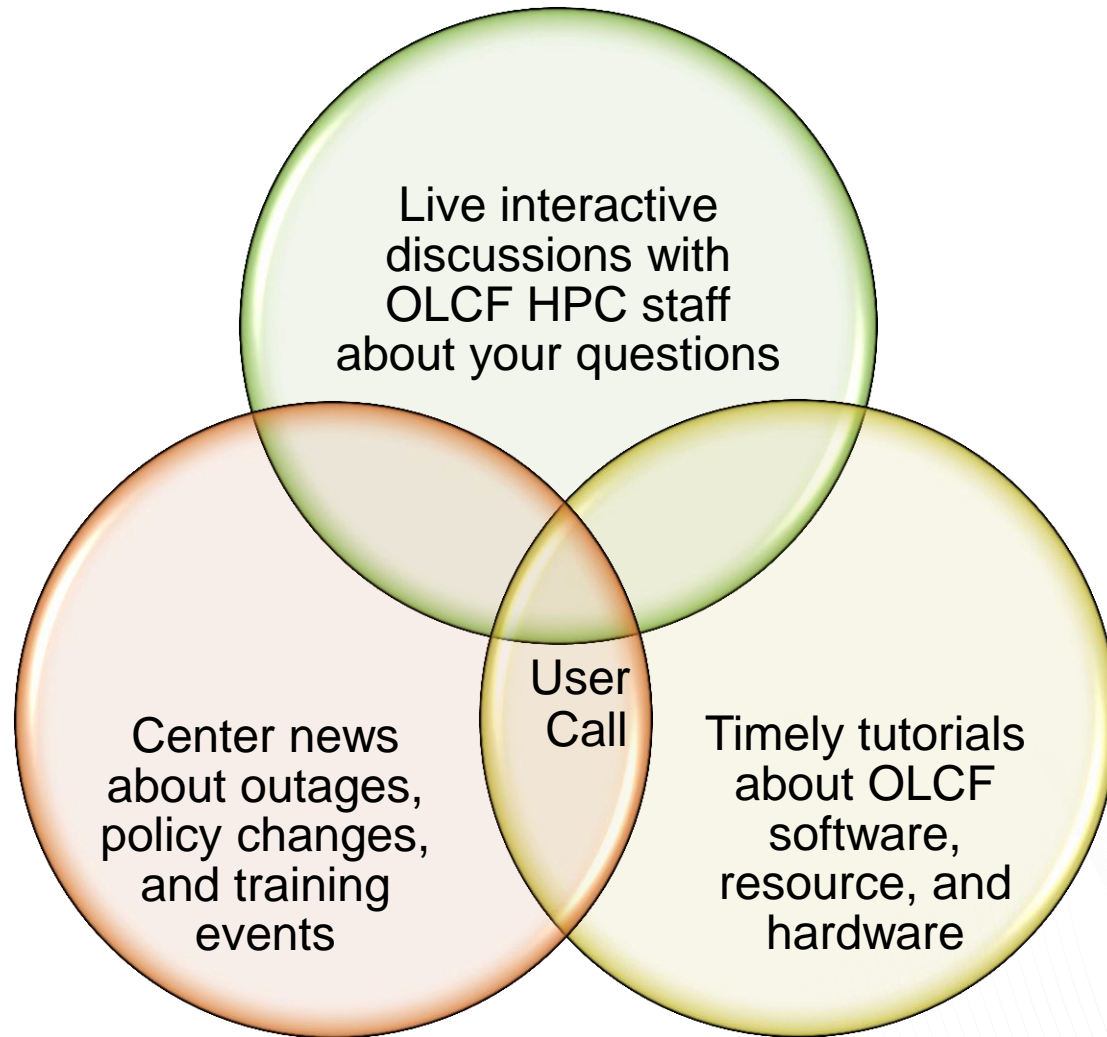 Live interactive
discussions with
OLCF HPC staff
about your questions
User
Call
Center news
about outages,
policy changes,
and training
events
Timely tutorials
about OLCF
software,
resource, and
hardware